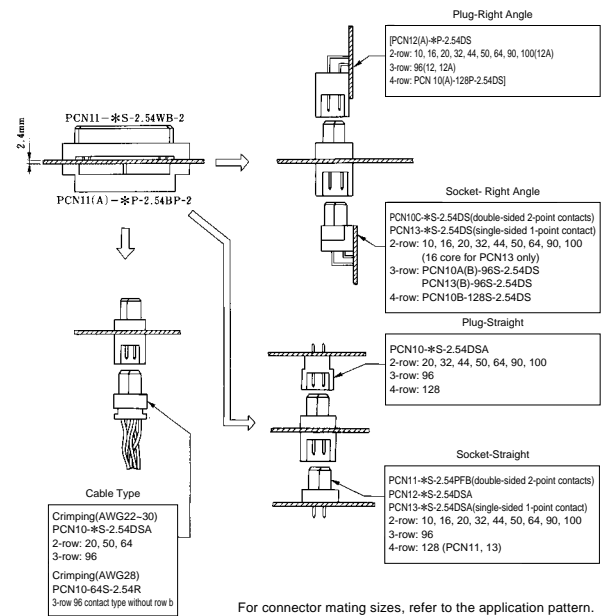 Plug-Right Angle
[PCN12(A)-*P-2.54DS
2-row: 10, 16, 20, 32, 44, 50, 64, 90, 100(12A)
3-row: 96(12, 12A)
4-row: PCN 10(A)-128P-2.54DS]
2.4mm
PCN11-*S-2.54WB-2
PCN11(A)-*P-2.54BP-2
Socket- Right Angle
PCN10C-*S-2.54DS(double-sided 2-point contacts)
PCN13-*S-2.54DS(single-sided 1-point contact)
2-row: 10, 16, 20, 32, 44, 50, 64, 90, 100
(16 core for PCN13 only)
3-row: PCN10A(B)-96S-2.54DS
PCN13(B)-96S-2.54DS
4-row: PCN10B-128S-2.54DS
Plug-Straight
PCN10-*S-2.54DSA
2-row: 20, 32, 44, 50, 64, 90, 100
3-row: 96
4-row: 128
Socket-Straight
PCN11-*S-2.54PFB(double-sided 2-point contacts)
PCN12-*S-2.54DSA
PCN13-*S-2.54DSA(single-sided 1-point contact)
2-row: 10, 16, 20, 32, 44, 50, 64, 90, 100
3-row: 96
4-row: 128 (PCN11, 13)
Cable Type
Crimping(AWG22~30)
PCN10-*S-2.54DSA
2-row: 20, 50, 64
3-row: 96
Crimping(AWG28)
PCN10-64S-2.54R
3-row 96 contact type without row b
For connector mating sizes, refer to the application pattern.